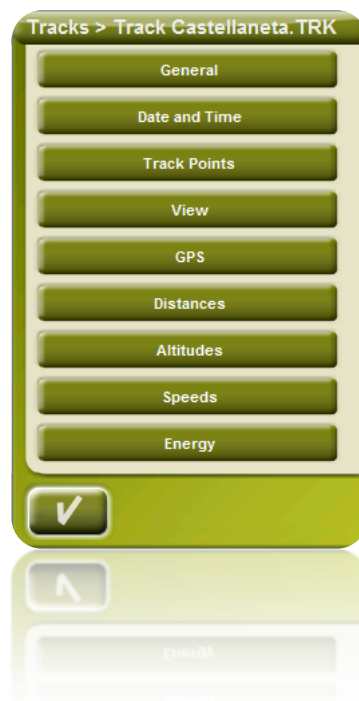 Tracks > Track Castellaneta.TRK
General
Date and Time
Track Points
View
GPS
Distances
Altitudes
Speeds
Energy